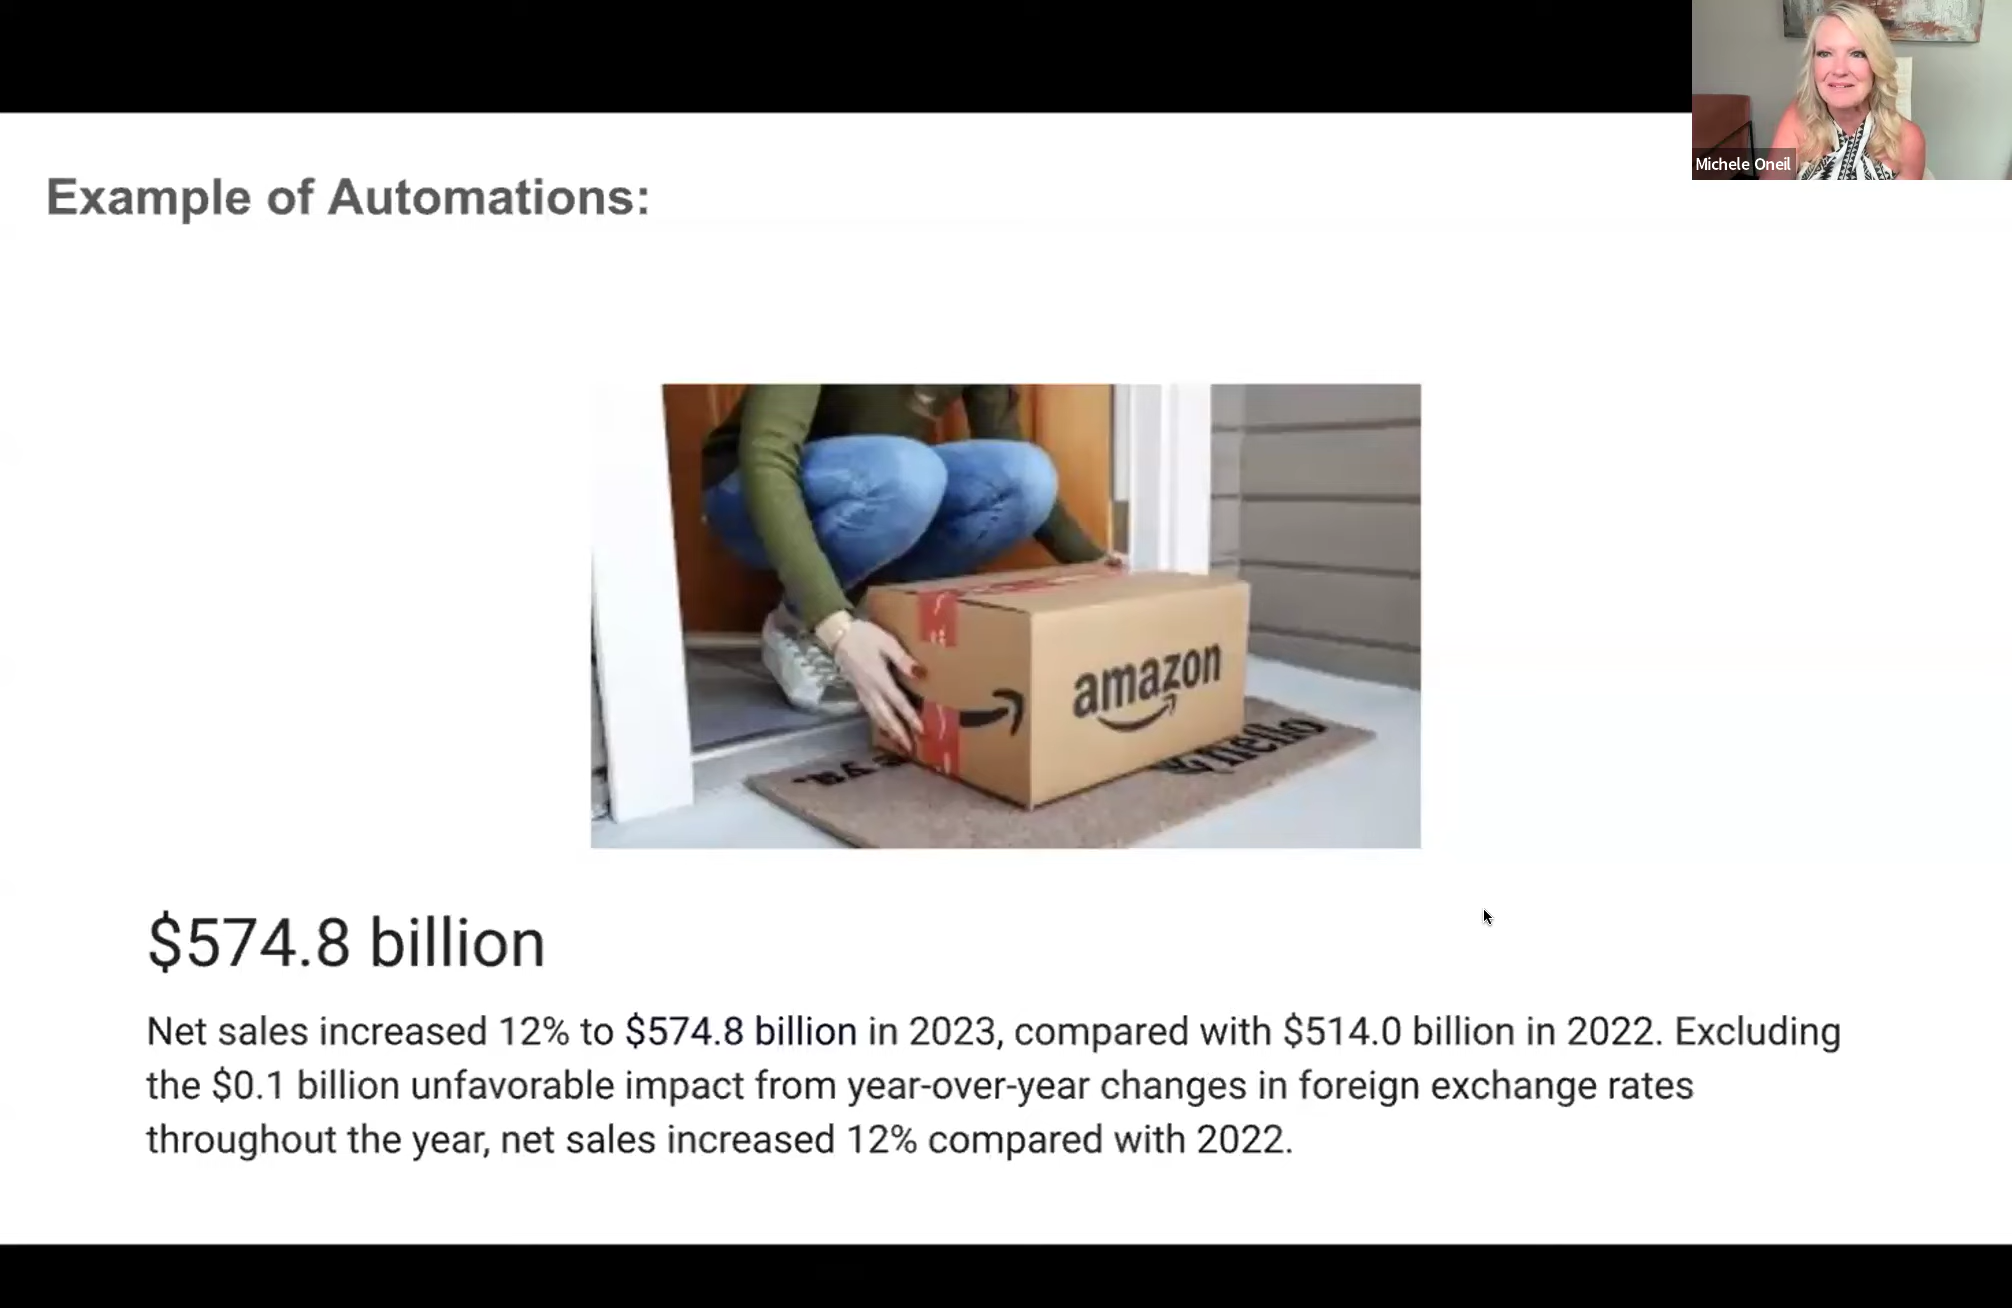 Michele Oneil
Example of Automations:
amazon
hello
$574.8 billion
Net sales increased 12% to $574.8 billion in 2023, compared with $514.0 billion in 2022. Excluding
the $0.1 billion unfavorable impact from year-over-year changes in foreign exchange rates
throughout the year, net sales increased 12% compared with 2022.